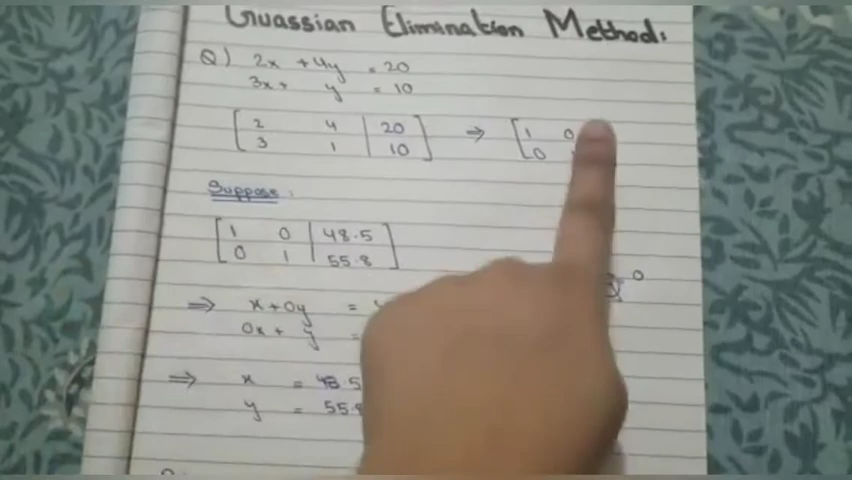 Guassian Elimination Method:
Q) 2x + 4y = 20
3x + y = 10
[ 2 4 | 20 ] ⇒ [ 1 0
[ 3 1 | 10 ] [ 0
Suppose:
[ 1 0 | 48.5 ]
[ 0 1 | 55.8 ]
⇒ x + 0y =
0x + y =
⇒ x = 48.5
y = 55.8